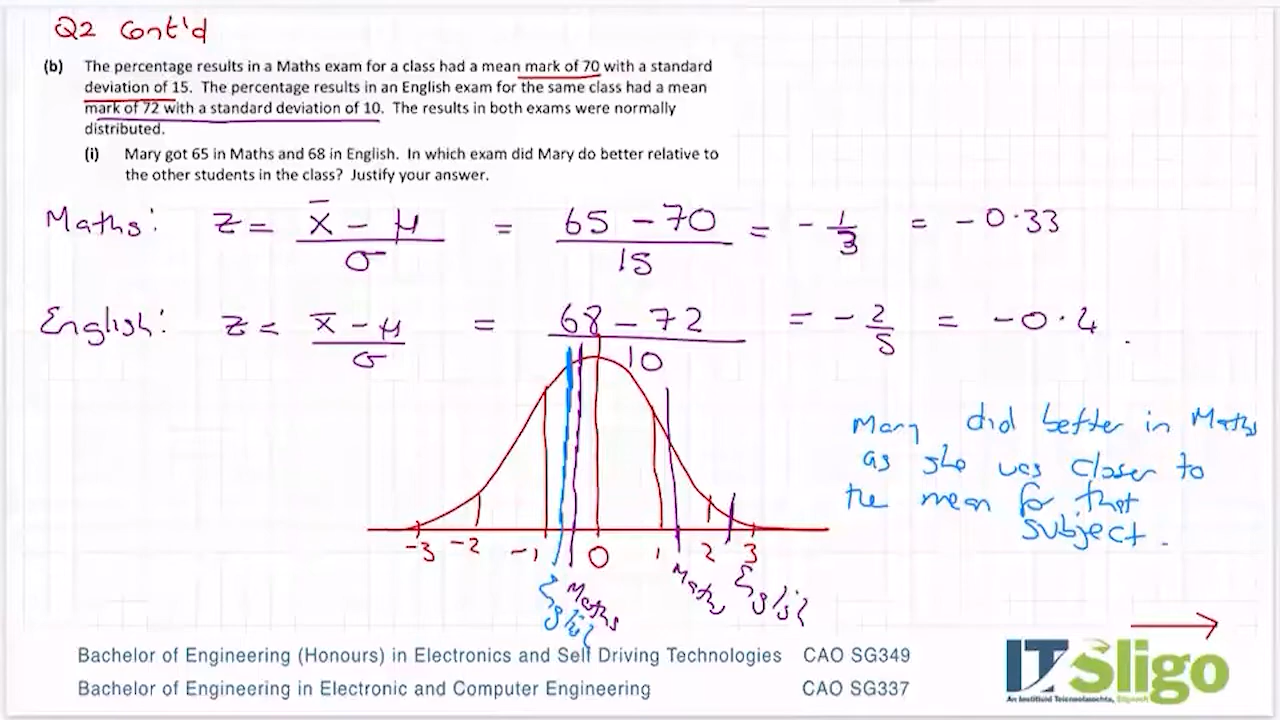 Q2 Cont'd
(b) The percentage results in a Maths exam for a class had a mean mark of 70 with a standard
deviation of 15. The percentage results in an English exam for the same class had a mean
mark of 72 with a standard deviation of 10. The results in both exams were normally
distributed.
(i) Mary got 65 in Maths and 68 in English. In which exam did Mary do better relative to
the other students in the class? Justify your answer.
Maths: z = (x̄ - μ)/σ = (65 - 70)/15 = -1/3 = -0.33
English: z = (x̄ - μ)/σ = (68 - 72)/10 = -2/5 = -0.4
Mary did better in Maths
as she was closer to
the mean for that
subject.
-3 -2 -1 0 1 2 3
English Maths Maths English
Bachelor of Engineering (Honours) in Electronics and Self Driving Technologies CAO SG349
Bachelor of Engineering in Electronic and Computer Engineering CAO SG337
IT Sligo
An Institiúid Teicneolaíochta, Sligeach